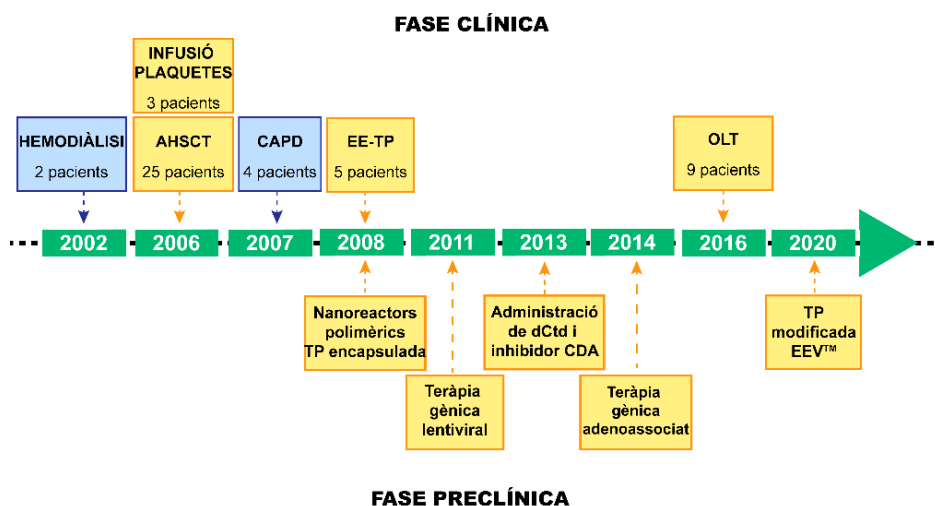 FASE CLÍNICA
INFUSIÓ
PLAQUETES
3 pacients
HEMODIÀLISI
2 pacients
AHSCT
25 pacients
CAPD
4 pacients
EE-TP
5 pacients
OLT
9 pacients
2002
2006
2007
2008
2011
2013
2014
2016
2020
Nanoreactors
polimèrics
TP encapsulada
Teràpia
gènica
lentiviral
Administració
de dCtd i
inhibidor CDA
Teràpia
gènica
adenoassociat
TP
modificada
EEV™
FASE PRECLÍNICA